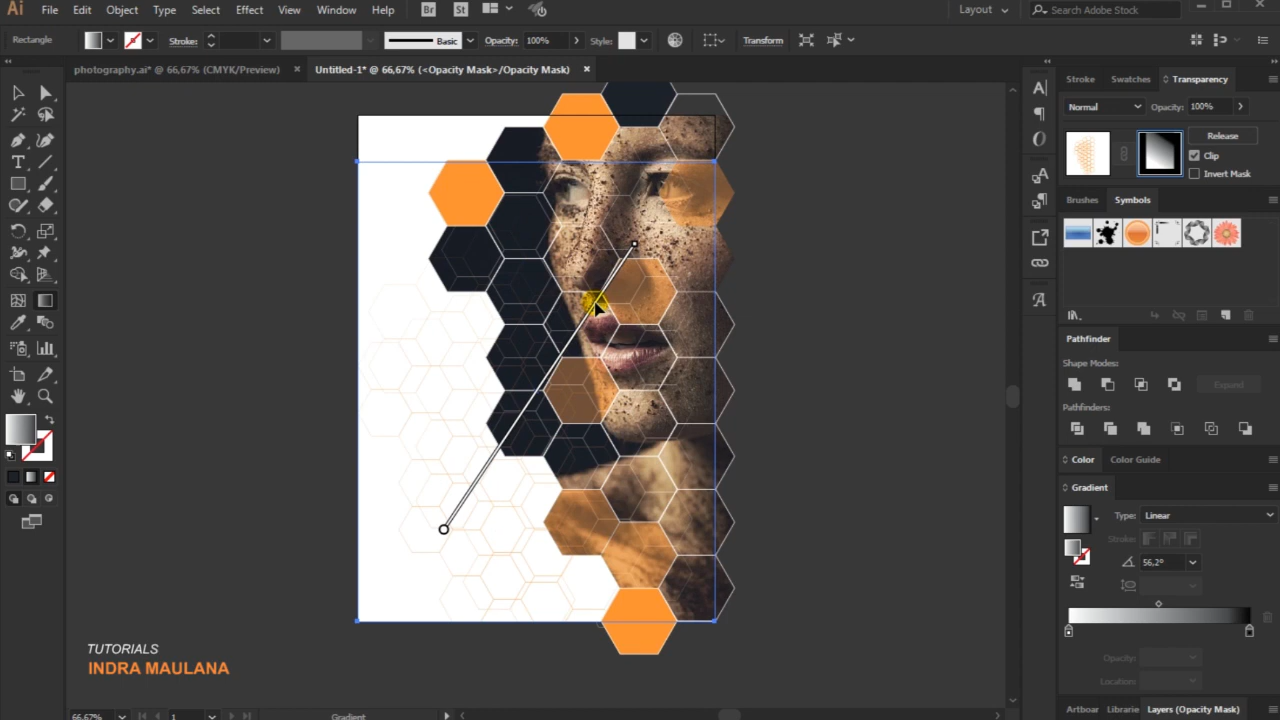 Ai File Edit Object Type Select Effect View Window Help Br St Layout Search Adobe Stock
Rectangle Stroke: Basic Opacity: 100% Style: Transform
photography.ai* @ 66,67% (CMYK/Preview) × Untitled-1* @ 66,67% (<Opacity Mask>/Opacity Mask) ×
Stroke Swatches Transparency
Normal Opacity: 100%
Release
Clip
Invert Mask
Brushes Symbols
Pathfinder
Shape Modes:
Expand
Pathfinders:
Color Color Guide
Gradient
Type: Linear
Stroke:
56,2°
Opacity:
Location:
TUTORIALS
INDRA MAULANA
66,67% 1 Gradient
Artboar Librarie Layers (Opacity Mask)